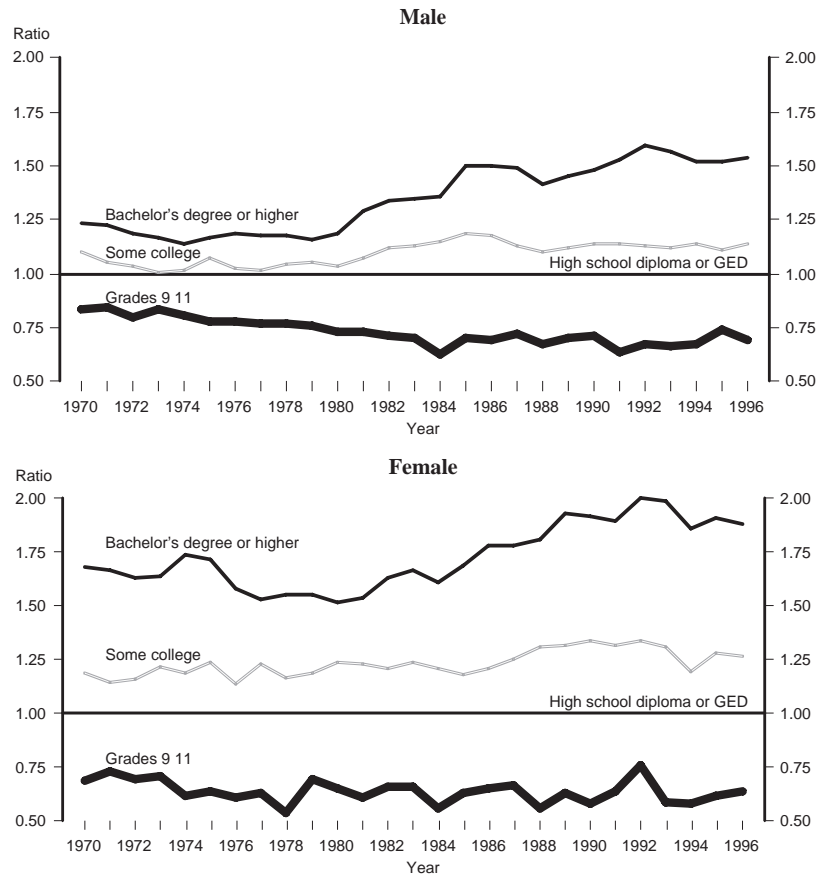 Male
Ratio
2.00 2.00
1.75 1.75
1.50 1.50
1.25 1.25
Bachelor's degree or higher
Some college
High school diploma or GED
1.00 1.00
Grades 9 11
0.75 0.75
0.50 0.50
1970 1972 1974 1976 1978 1980 1982 1984 1986 1988 1990 1992 1994 1996
Year
Female
Ratio
2.00 2.00
Bachelor's degree or higher
1.75 1.75
1.50 1.50
Some college
1.25 1.25
High school diploma or GED
1.00 1.00
Grades 9 11
0.75 0.75
0.50 0.50
1970 1972 1974 1976 1978 1980 1982 1984 1986 1988 1990 1992 1994 1996
Year